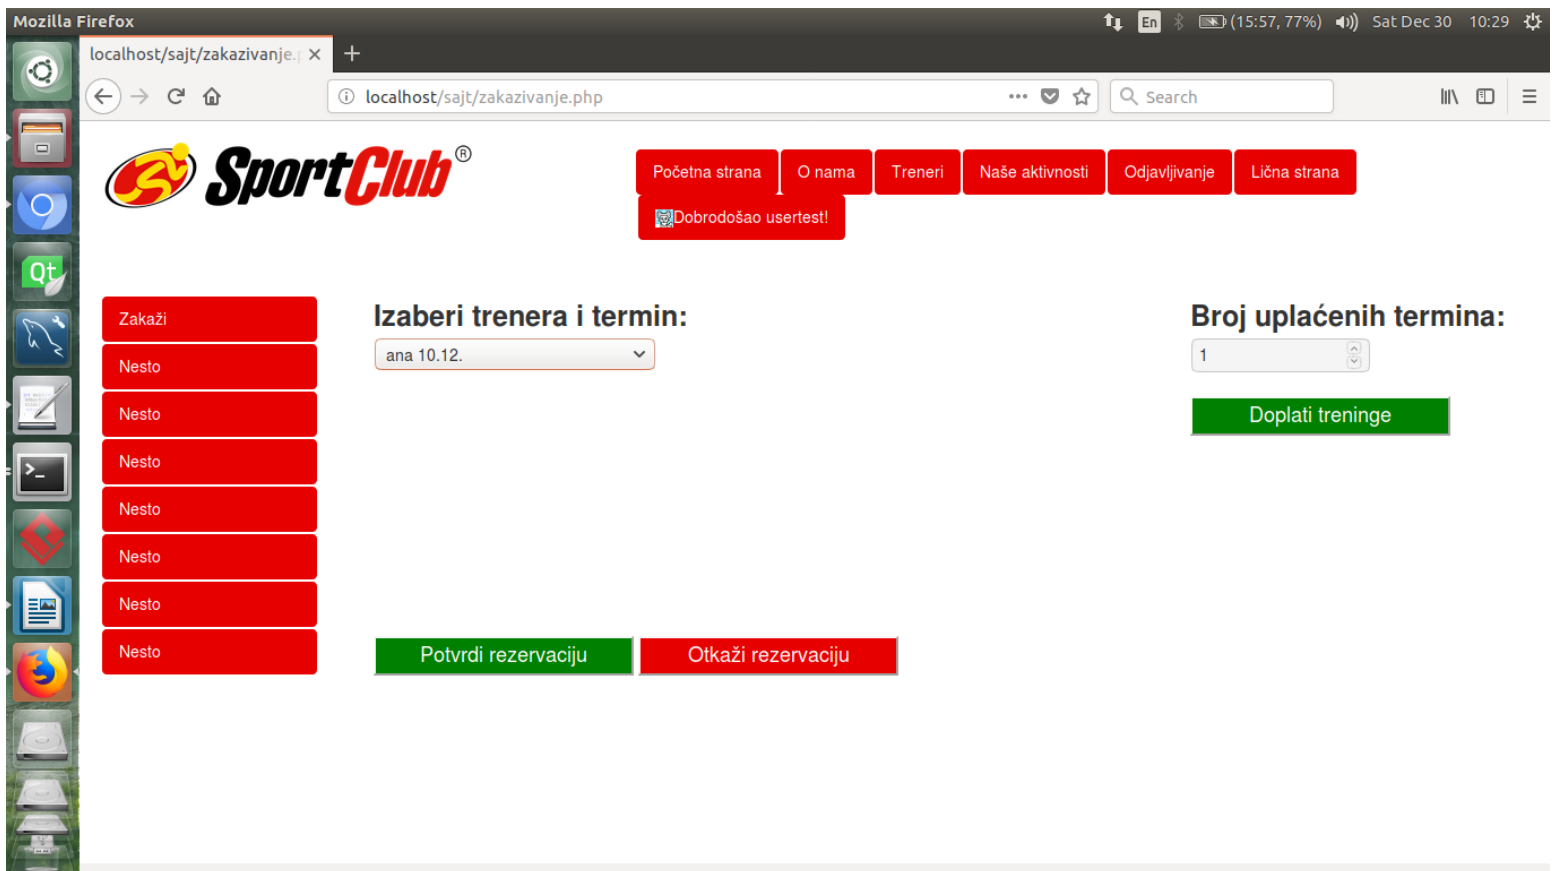 Mozilla Firefox
En (15:57, 77%) Sat Dec 30 10:29
localhost/sajt/zakazivanje.p
localhost/sajt/zakazivanje.php
Search
SportClub®
Početna strana O nama Treneri Naše aktivnosti Odjavljivanje Lična strana
Dobrodošao usertest!
Qt
Zakaži
Nesto
Nesto
Nesto
Nesto
Nesto
Nesto
Nesto
Izaberi trenera i termin:
ana 10.12.
Potvrdi rezervaciju Otkaži rezervaciju
Broj uplaćenih termina:
1
Doplati treninge